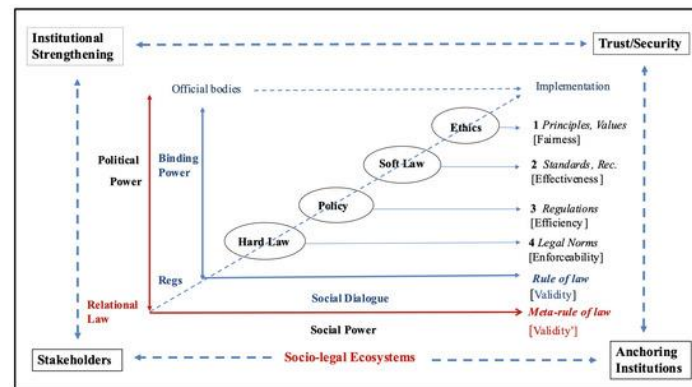 Institutional
Strengthening
Trust/Security
Official bodies
Implementation
Ethics
1 Principles, Values
[Fairness]
Political
Power
Binding
Power
Soft Law
2 Standards, Rec.
[Effectiveness]
Policy
3 Regulations
[Efficiency]
Hard Law
4 Legal Norms
[Enforceability]
Regs
Rule of law
[Validity]
Relational
Law
Social Dialogue
Meta-rule of law
[Validity']
Social Power
Stakeholders
Socio-legal Ecosystems
Anchoring
Institutions